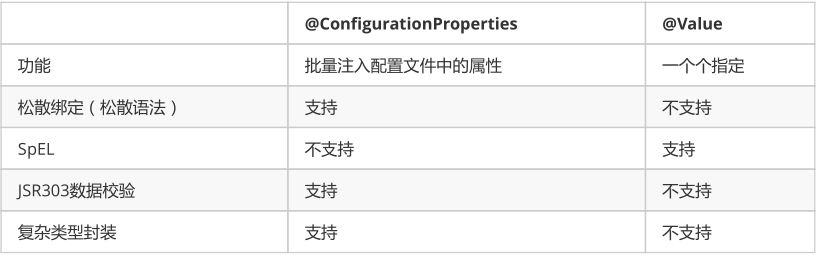 @ConfigurationProperties @Value
功能 批量注入配置文件中的属性 一个个指定
松散绑定（松散语法） 支持 不支持
SpEL 不支持 支持
JSR303数据校验 支持 不支持
复杂类型封装 支持 不支持